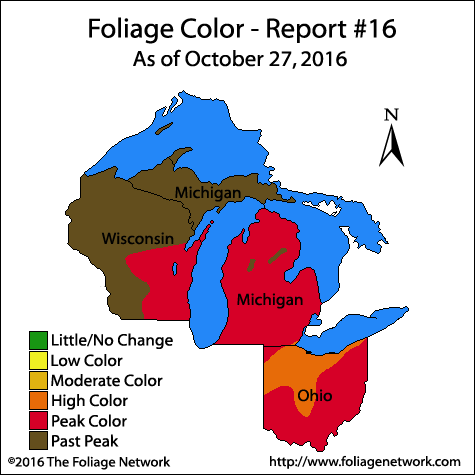 Foliage Color - Report #16
As of October 27, 2016
N
Michigan
Wisconsin
Michigan
Ohio
Little/No Change
Low Color
Moderate Color
High Color
Peak Color
Past Peak
©2016 The Foliage Network
http://www.foliagenetwork.com